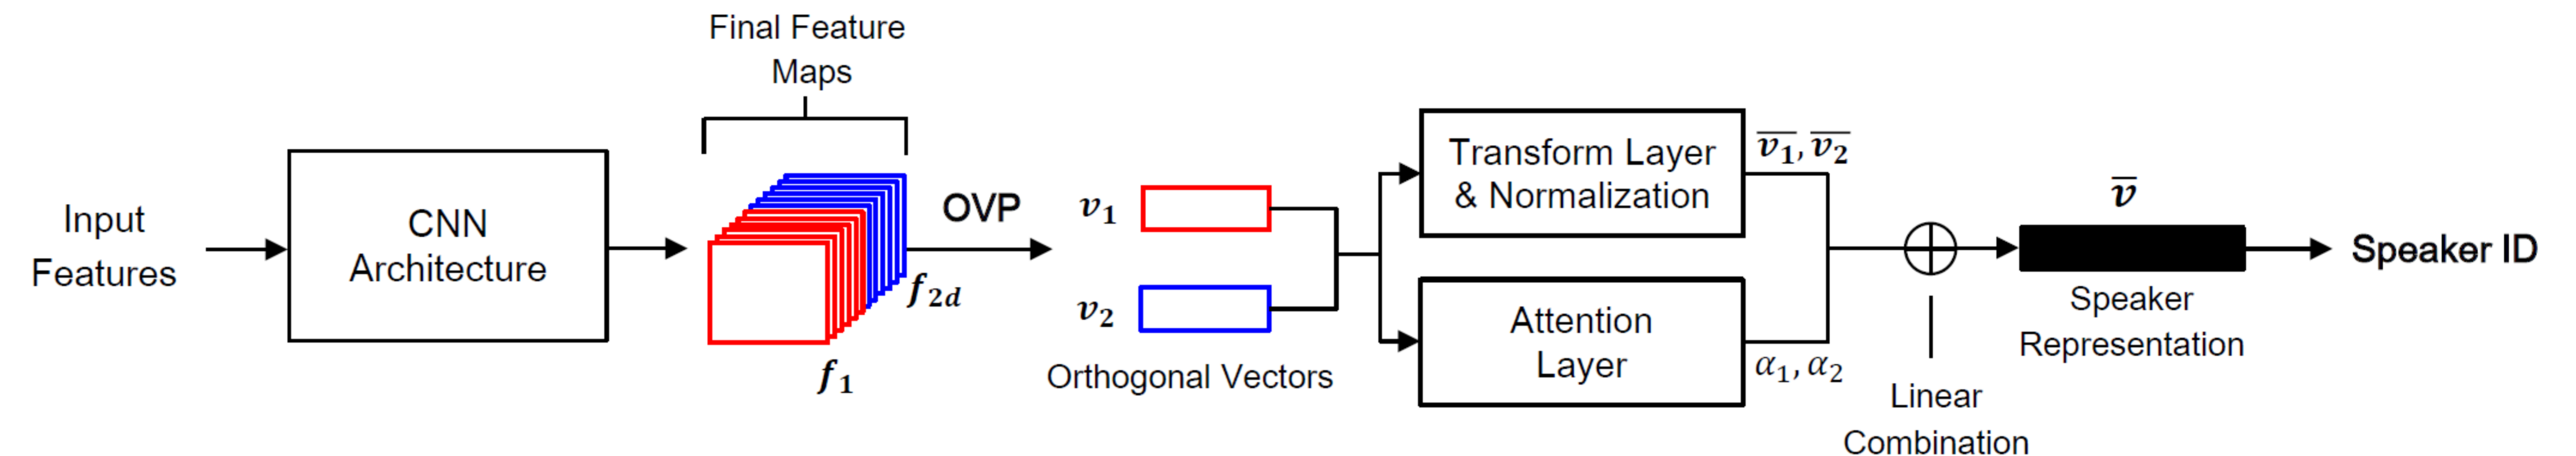 Final Feature
Maps
Input
Features
CNN
Architecture
f1
f2d
OVP
v1
v2
Orthogonal Vectors
Transform Layer
& Normalization
Attention
Layer
v̅1, v̅2
α1, α2
Linear
Combination
v̅
Speaker
Representation
Speaker ID